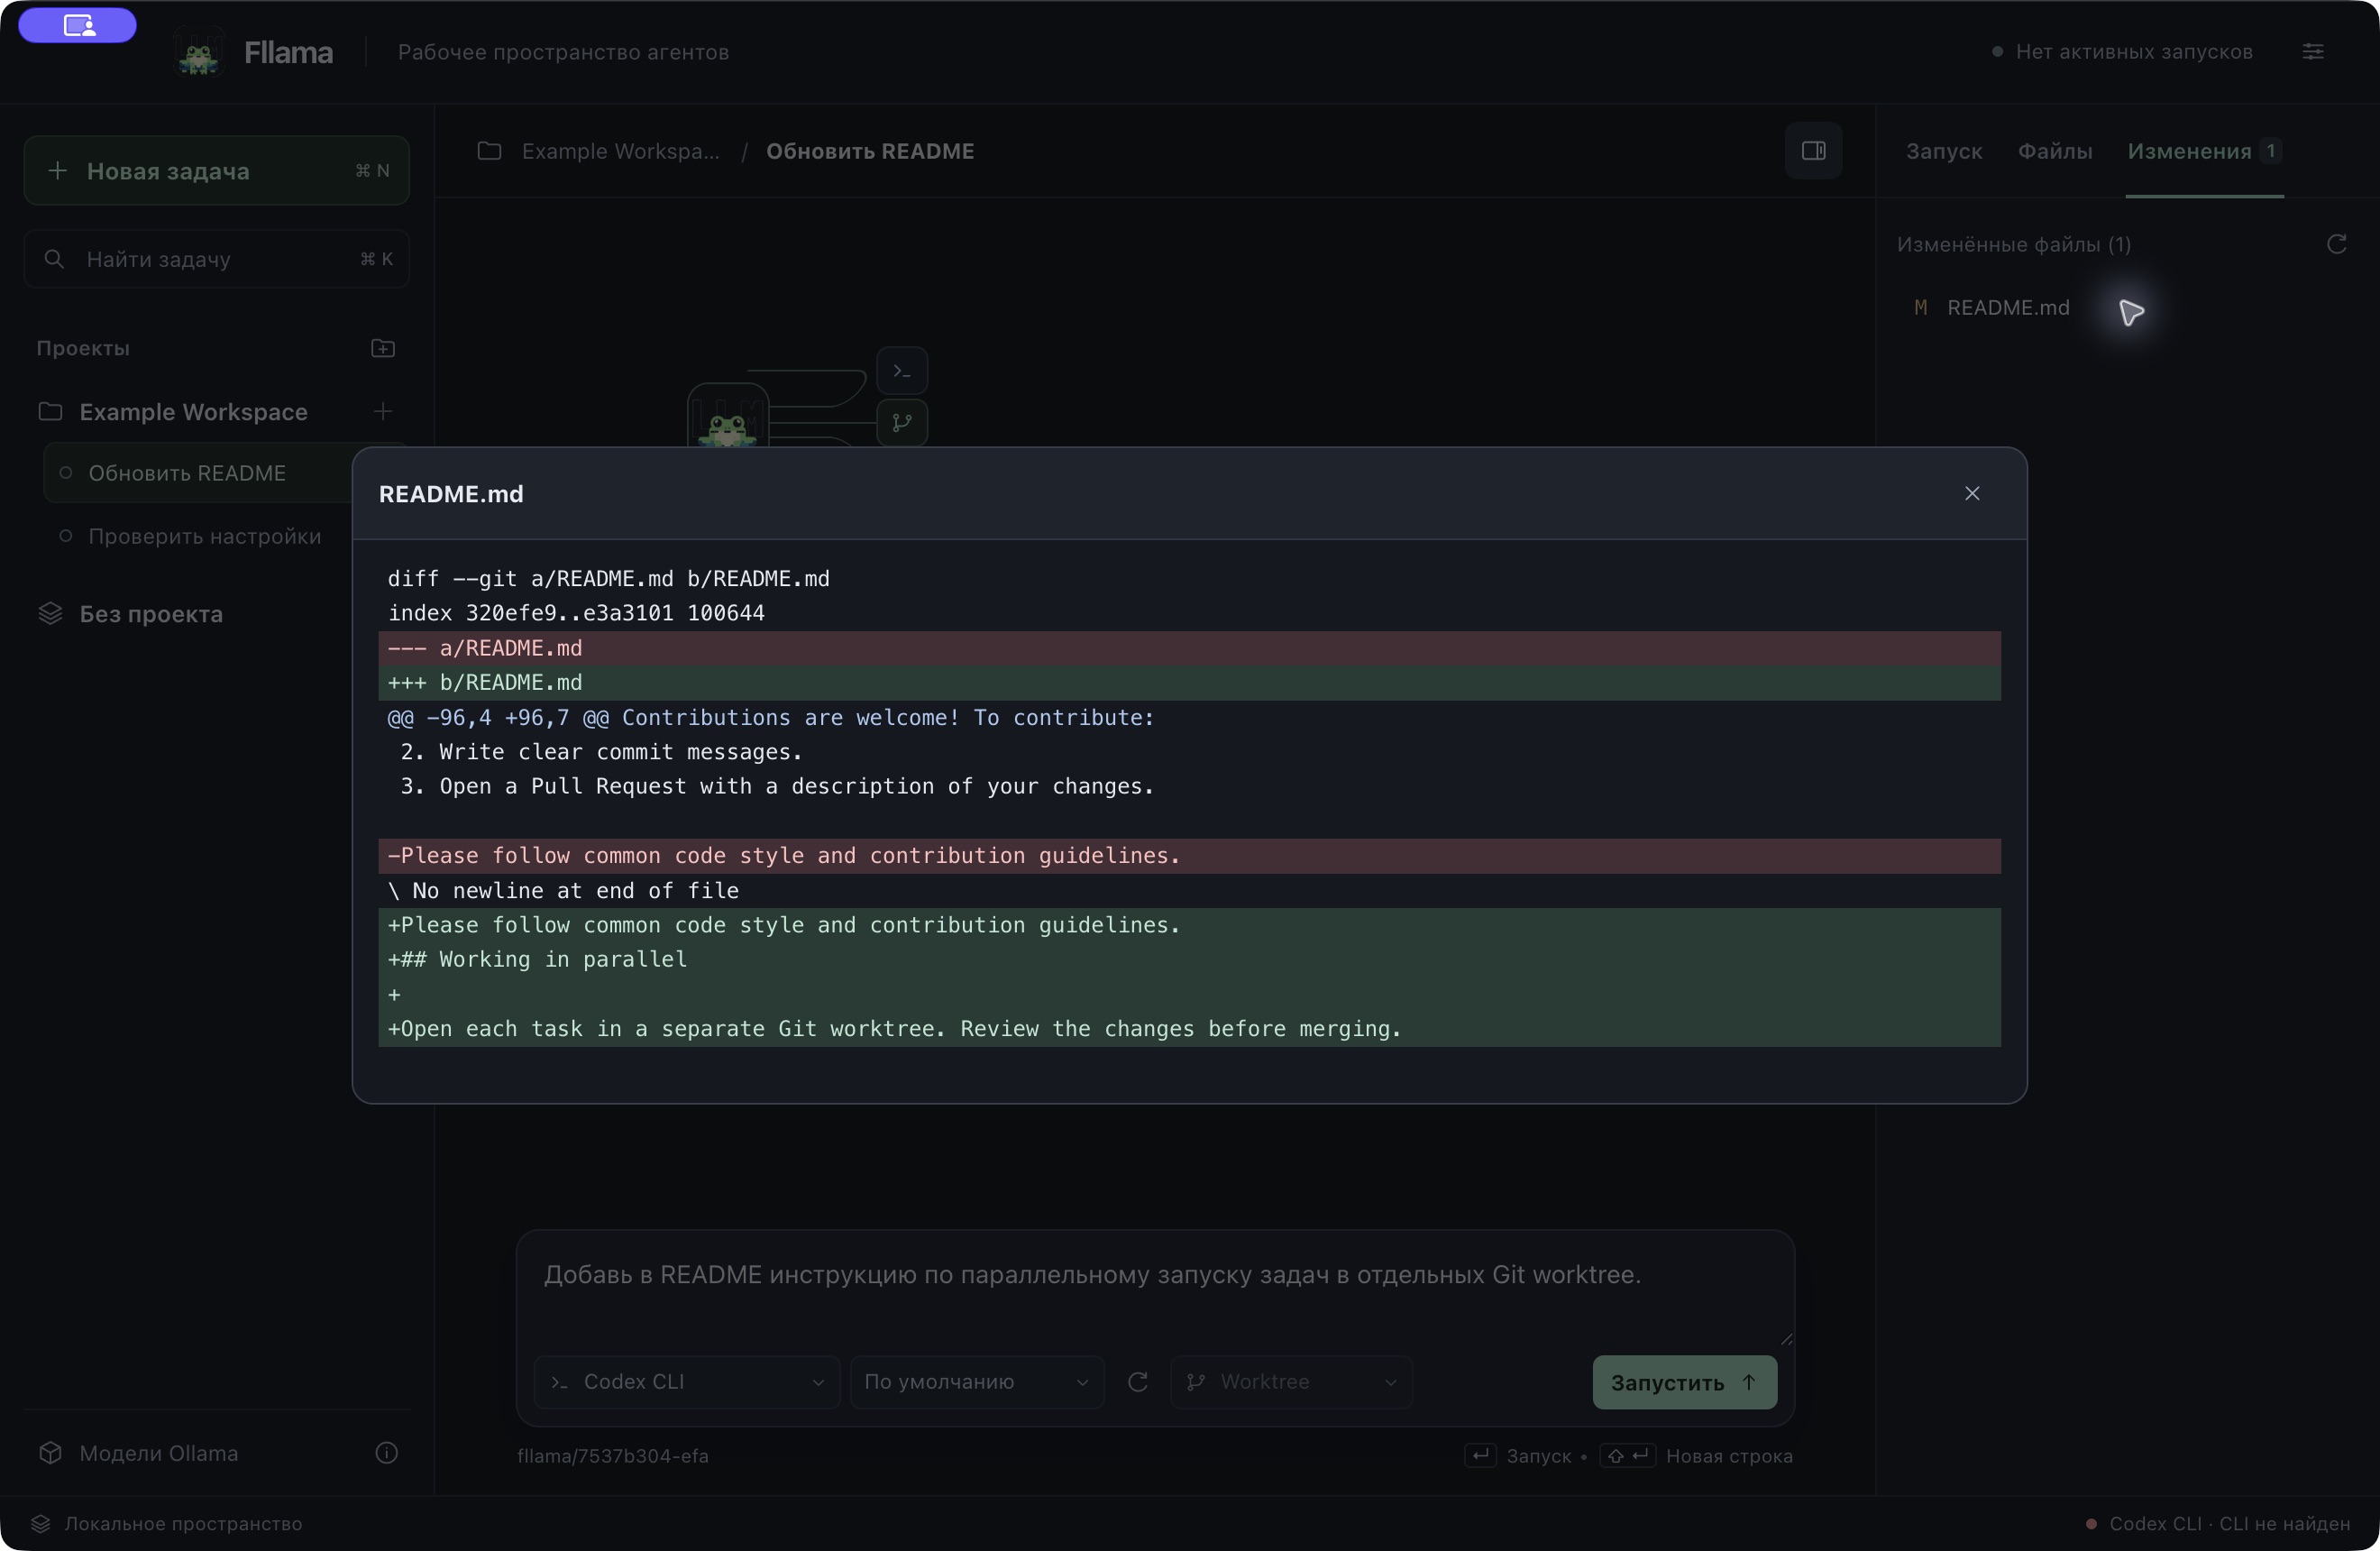 Fllama
Рабочее пространство агентов
Нет активных запусков
Новая задача
⌘ N
Найти задачу
⌘ K
Проекты
Example Workspace
Обновить README
Проверить настройки
Без проекта
Example Workspa... / Обновить README
Запуск Файлы Изменения 1
Изменённые файлы (1)
M README.md
README.md
diff --git a/README.md b/README.md
index 320efe9..e3a3101 100644
--- a/README.md
+++ b/README.md
@@ -96,4 +96,7 @@ Contributions are welcome! To contribute:
2. Write clear commit messages.
3. Open a Pull Request with a description of your changes.
-Please follow common code style and contribution guidelines.
\ No newline at end of file
+Please follow common code style and contribution guidelines.
+## Working in parallel
+
+Open each task in a separate Git worktree. Review the changes before merging.
Добавь в README инструкцию по параллельному запуску задач в отдельных Git worktree.
Codex CLI
По умолчанию
Worktree
Запустить
fllama/7537b304-efa
Запуск • Новая строка
Модели Ollama
Локальное пространство
Codex CLI · CLI не найден